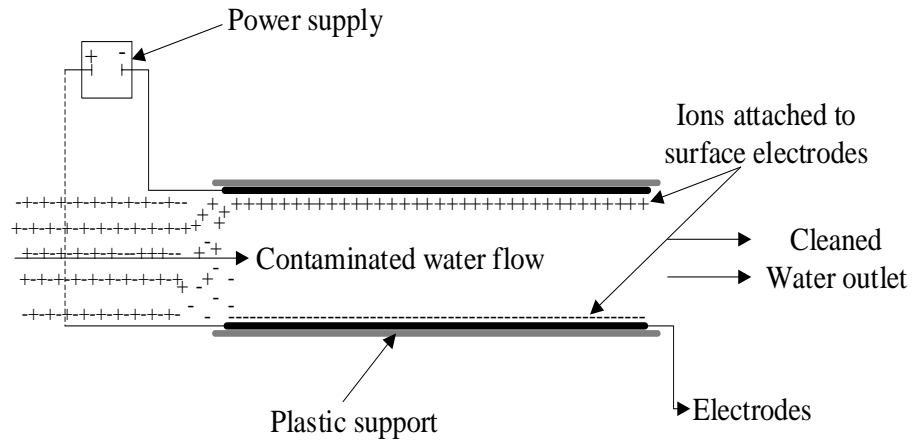 Power supply
+ -
Ions attached to
surface electrodes
-+-+-+-+-+-+-+-+-+-
Contaminated water flow
Cleaned
Water outlet
Plastic support
Electrodes